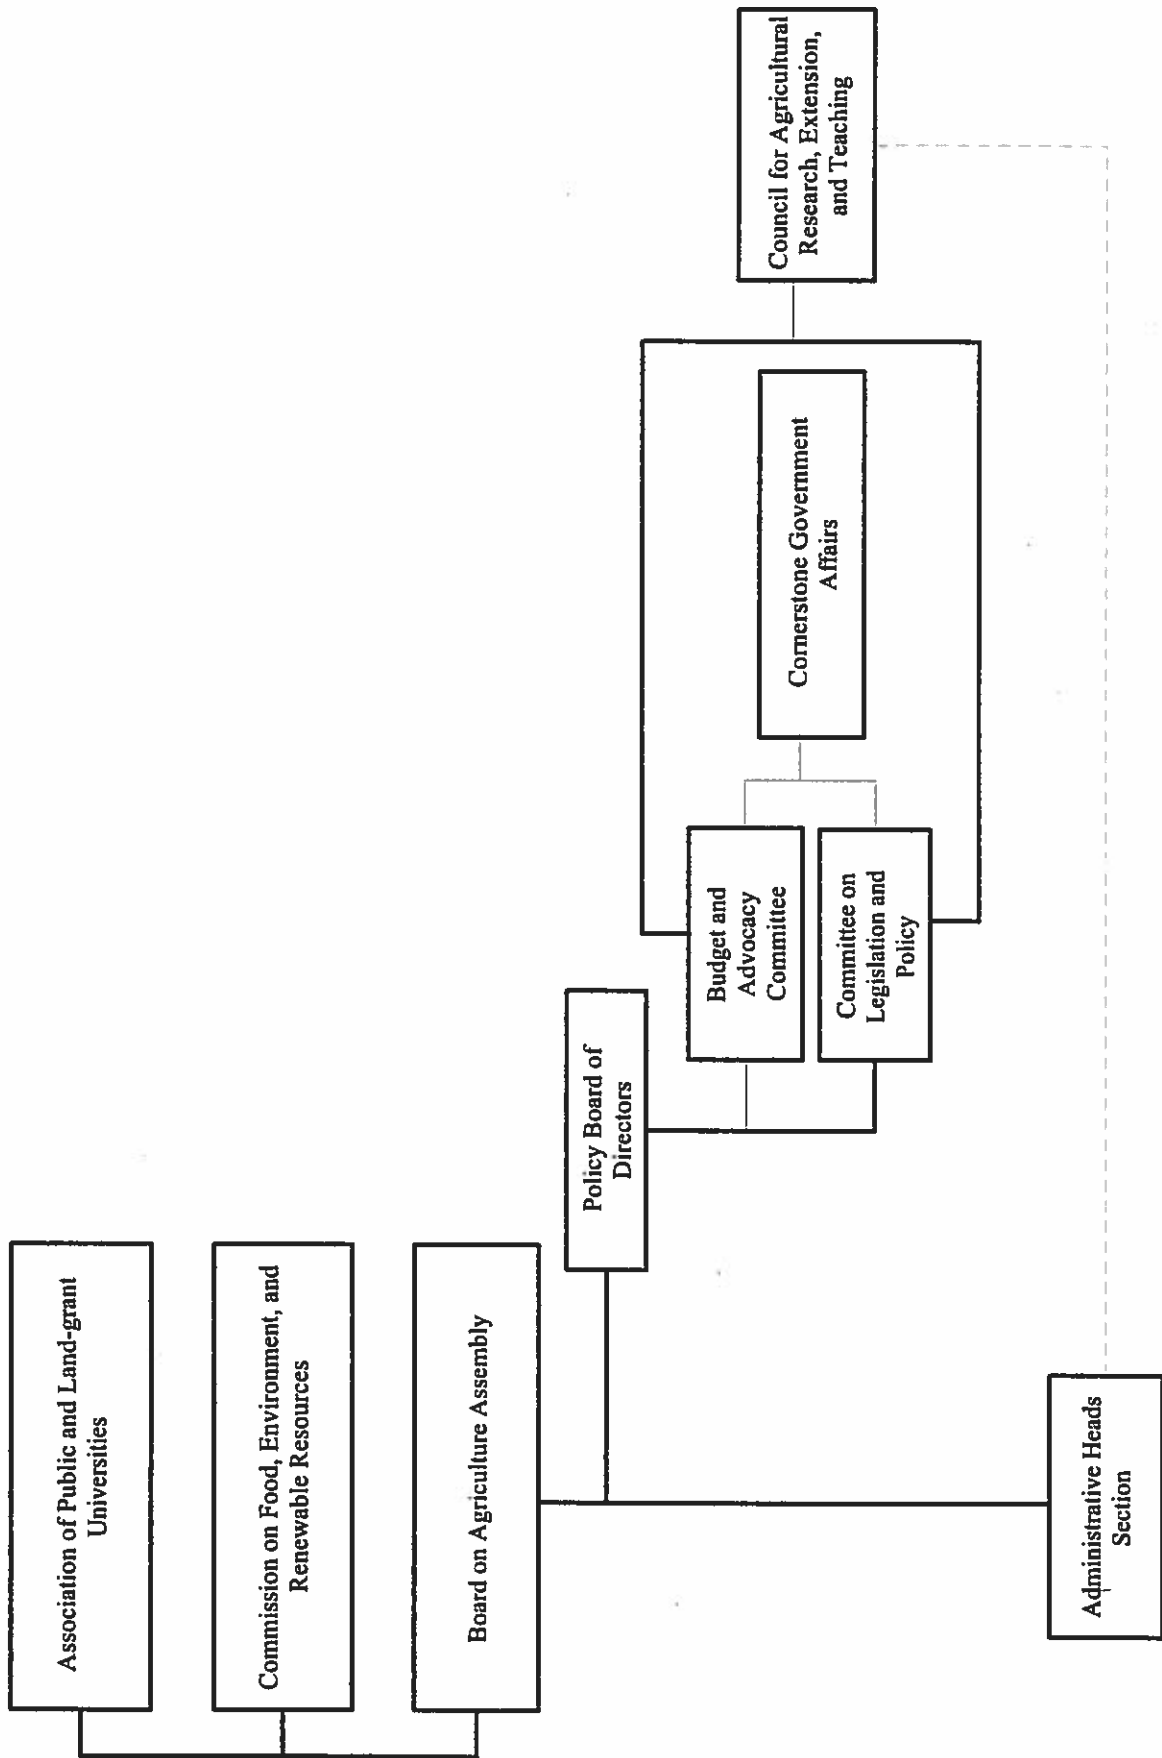 Association of Public and Land-grant
Universities
Commission on Food, Environment, and
Renewable Resources
Board on Agriculture Assembly
Policy Board of
Directors
Budget and
Advocacy
Committee
Committee on
Legislation and
Policy
Cornerstone Government
Affairs
Council for Agricultural
Research, Extension,
and Teaching
Administrative Heads
Section